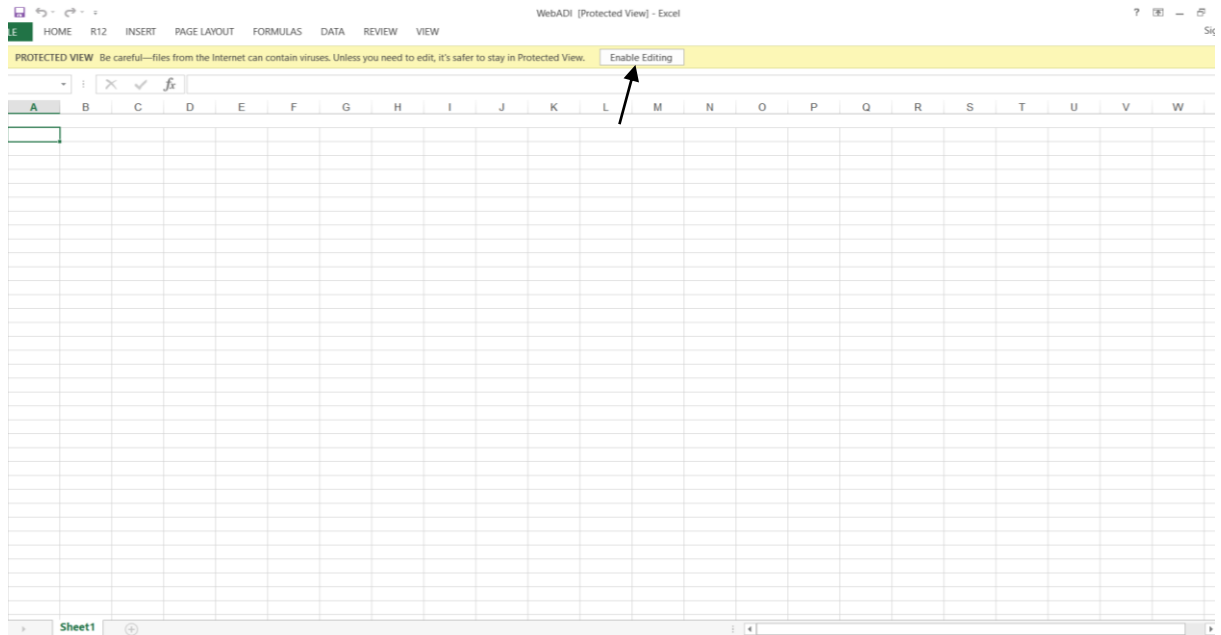 WebADI [Protected View] - Excel
?
LE HOME R12 INSERT PAGE LAYOUT FORMULAS DATA REVIEW VIEW Sig
PROTECTED VIEW Be careful—files from the Internet can contain viruses. Unless you need to edit, it's safer to stay in Protected View. Enable Editing
fx
A B C D E F G H I J K L M N O P Q R S T U V W
Sheet1